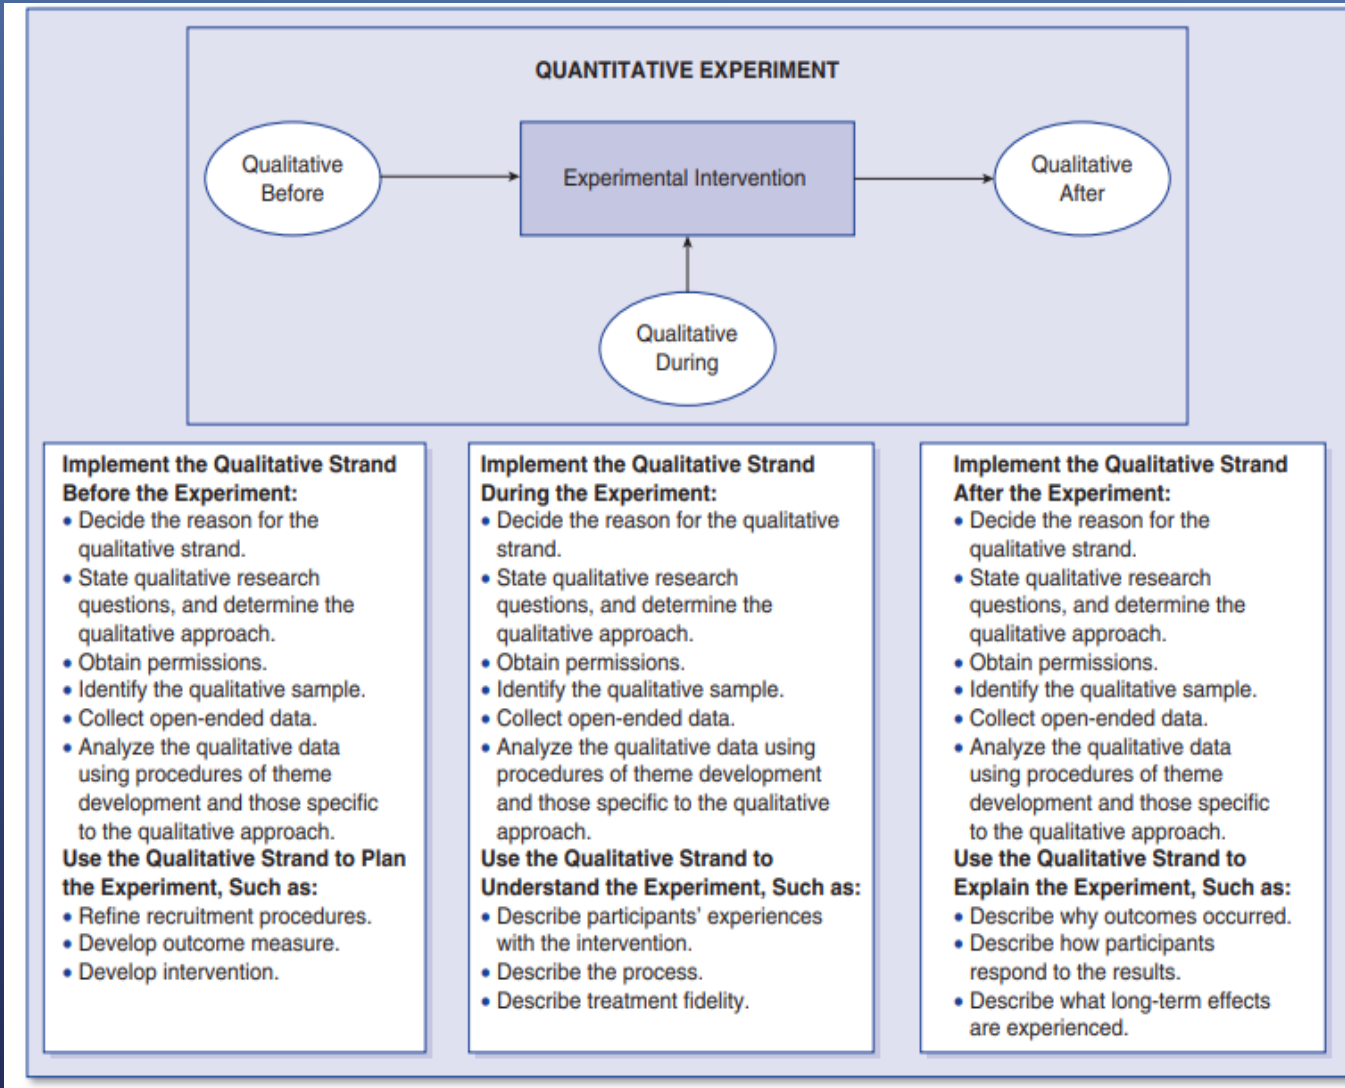 QUANTITATIVE EXPERIMENT
Qualitative
Before
Experimental Intervention
Qualitative
After
Qualitative
During
Implement the Qualitative Strand
Before the Experiment:
• Decide the reason for the
qualitative strand.
• State qualitative research
questions, and determine the
qualitative approach.
• Obtain permissions.
• Identify the qualitative sample.
• Collect open-ended data.
• Analyze the qualitative data
using procedures of theme
development and those specific
to the qualitative approach.
Use the Qualitative Strand to Plan
the Experiment, Such as:
• Refine recruitment procedures.
• Develop outcome measure.
• Develop intervention.
Implement the Qualitative Strand
During the Experiment:
• Decide the reason for the qualitative
strand.
• State qualitative research
questions, and determine the
qualitative approach.
• Obtain permissions.
• Identify the qualitative sample.
• Collect open-ended data.
• Analyze the qualitative data using
procedures of theme development
and those specific to the qualitative
approach.
Use the Qualitative Strand to
Understand the Experiment, Such as:
• Describe participants' experiences
with the intervention.
• Describe the process.
• Describe treatment fidelity.
Implement the Qualitative Strand
After the Experiment:
• Decide the reason for the
qualitative strand.
• State qualitative research
questions, and determine the
qualitative approach.
• Obtain permissions.
• Identify the qualitative sample.
• Collect open-ended data.
• Analyze the qualitative data
using procedures of theme
development and those specific
to the qualitative approach.
Use the Qualitative Strand to
Explain the Experiment, Such as:
• Describe why outcomes occurred.
• Describe how participants
respond to the results.
• Describe what long-term effects
are experienced.